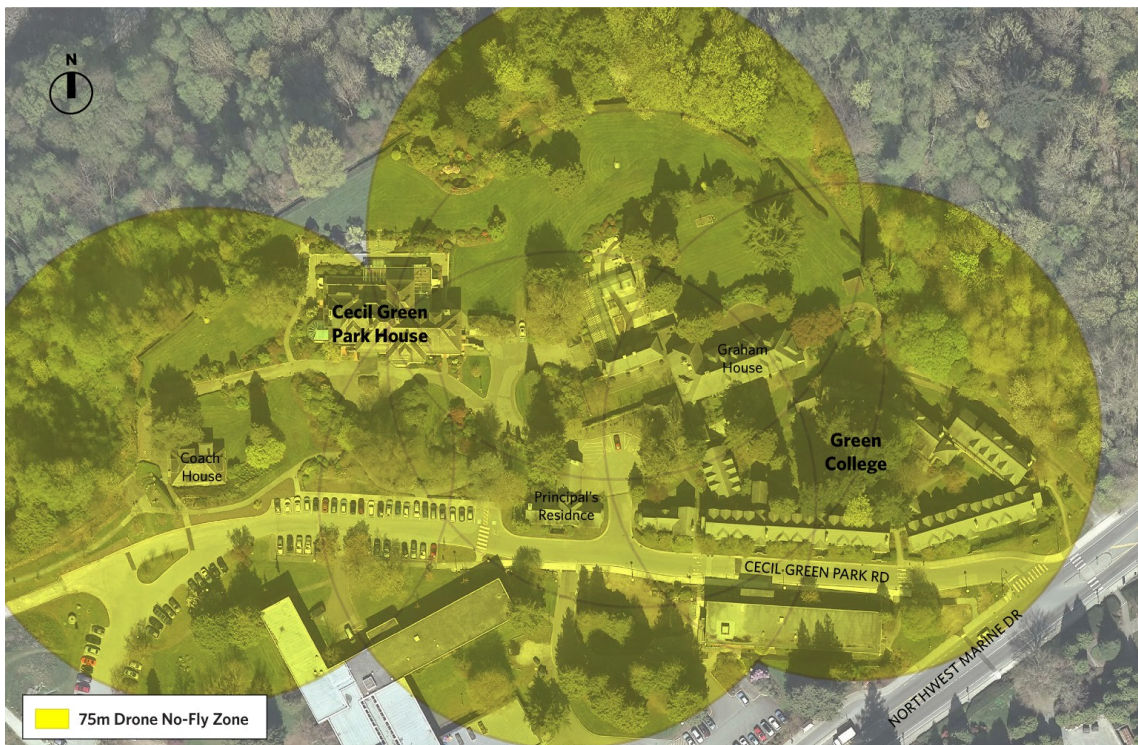 N
Cecil Green
Park House
Graham
House
Green
College
Coach
House
Principal's
Residnce
CECIL GREEN PARK RD
NORTHWEST MARINE DR
75m Drone No-Fly Zone